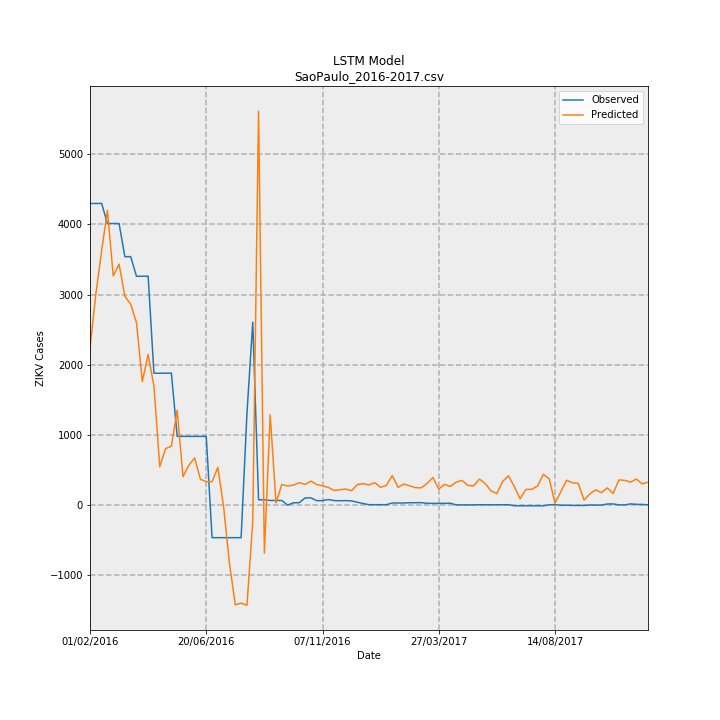 LSTM Model
SaoPaulo_2016-2017.csv
Observed
Predicted
5000
4000
3000
2000
1000
0
−1000
ZIKV Cases
01/02/2016
20/06/2016
07/11/2016
27/03/2017
14/08/2017
Date